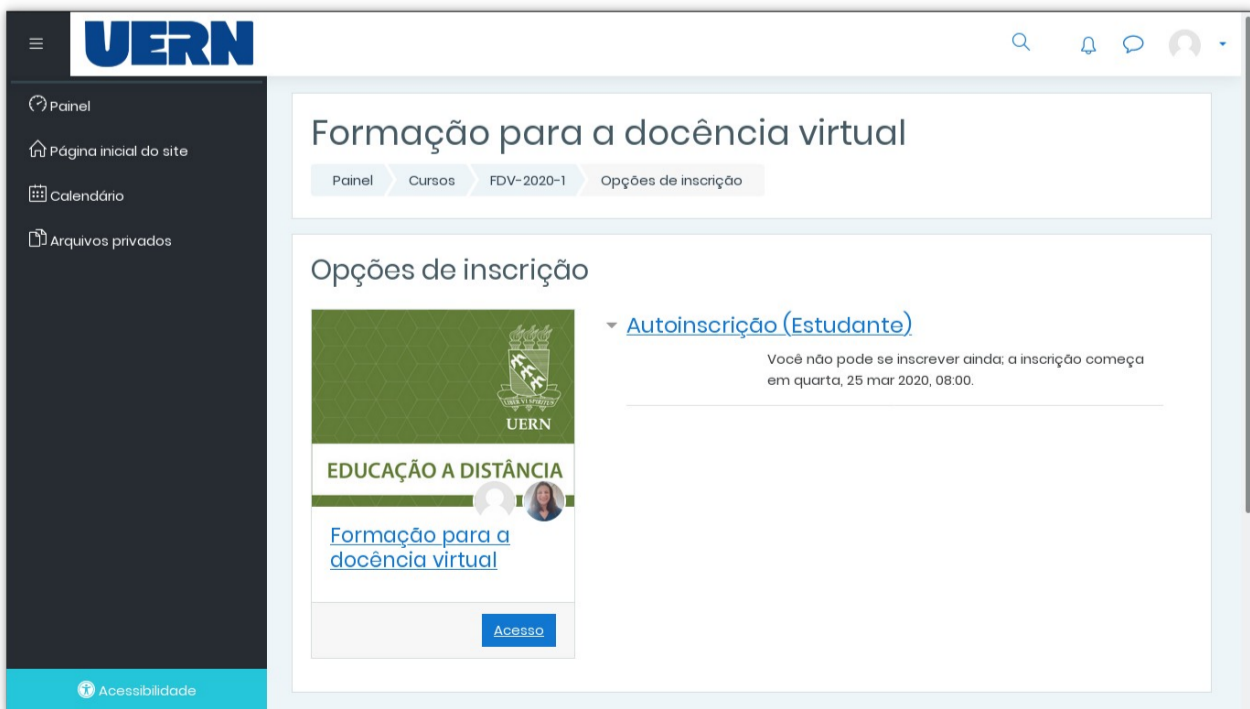 UERN
Painel
Página inicial do site
Calendário
Arquivos privados
Acessibilidade
Formação para a docência virtual
Painel
Cursos
FDV-2020-1
Opções de inscrição
Opções de inscrição
UERN
EDUCAÇÃO A DISTÂNCIA
Formação para a
docência virtual
Acesso
Autoinscrição (Estudante)
Você não pode se inscrever ainda; a inscrição começa
em quarta, 25 mar 2020, 08:00.